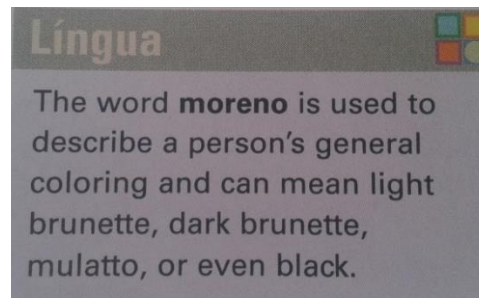 Língua
The word moreno is used to
describe a person's general
coloring and can mean light
brunette, dark brunette,
mulatto, or even black.